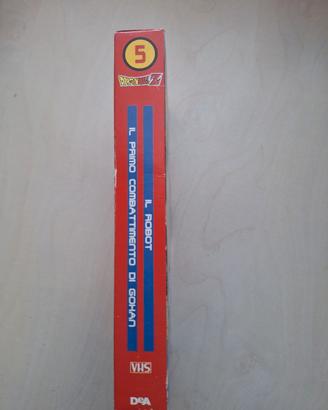 5
DRAGON BALL Z
IL ROBOT
IL PRIMO COMBATTIMENTO DI GOHAN
VHS
DeA